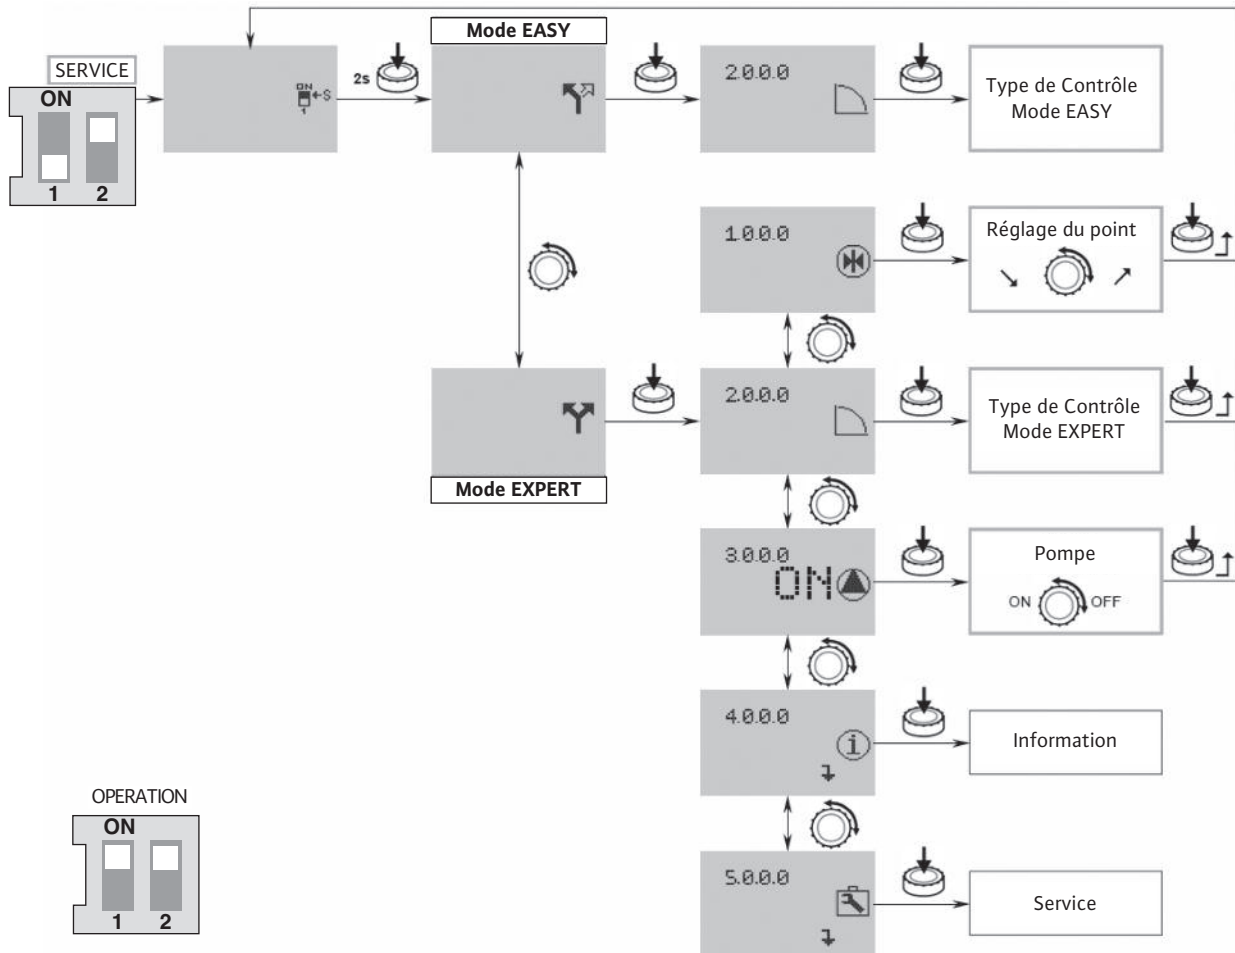 Mode EASY
SERVICE
ON
1 2
ON
←S
1
2s
2.0.0.0
Type de Contrôle
Mode EASY
1.0.0.0
Réglage du point
2.0.0.0
Type de Contrôle
Mode EXPERT
Mode EXPERT
3.0.0.0
ON
Pompe
ON OFF
4.0.0.0
i
Information
OPERATION
ON
1 2
5.0.0.0
Service